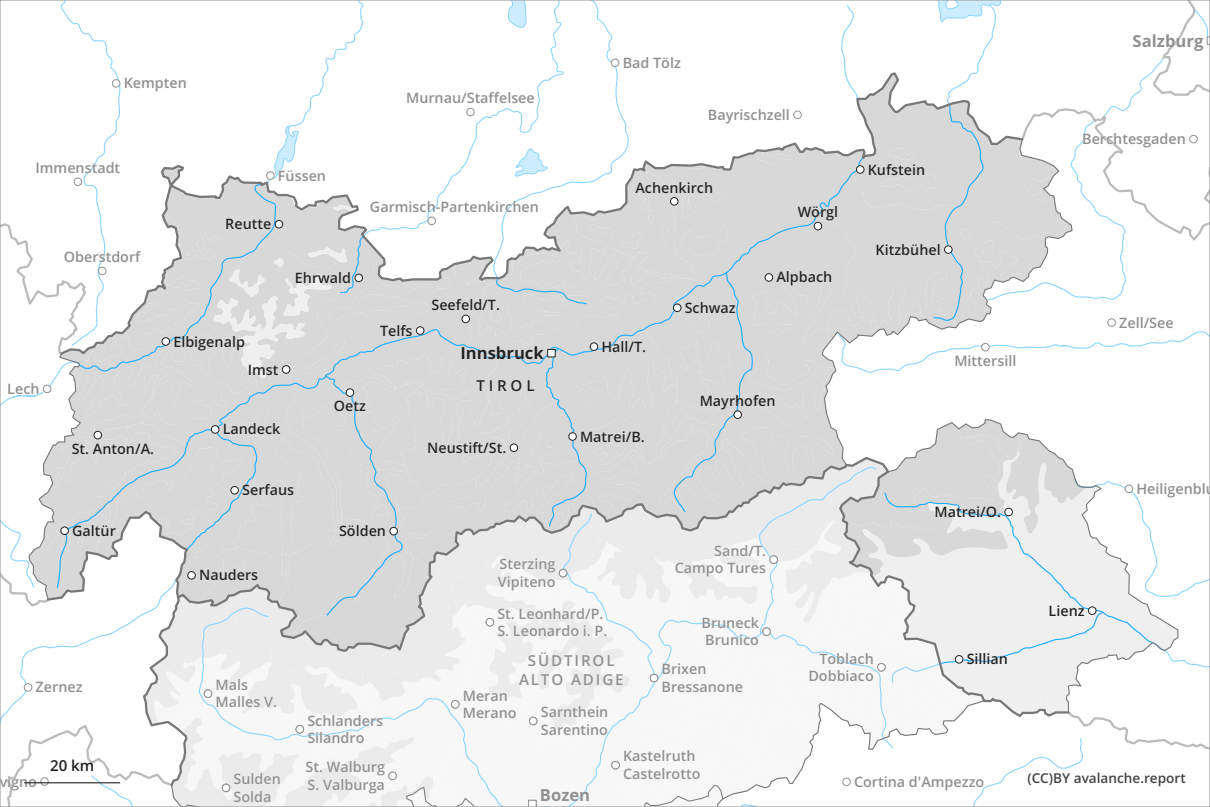 Salzburg
Kempten
Bad Tölz
Murnau/Staffelsee
Bayrischzell
Berchtesgaden
Immenstadt
Füssen
Kufstein
Achenkirch
Garmisch-Partenkirchen
Wörgl
Reutte
Kitzbühel
Oberstdorf
Ehrwald
Alpbach
Seefeld/T.
Schwaz
Telfs
Zell/See
Elbigenalp
Innsbruck
Hall/T.
Mittersill
Imst
TIROL
Lech
Oetz
Mayrhofen
Landeck
Matrei/B.
St. Anton/A.
Neustift/St.
Serfaus
Heiligenblu
Matrei/O.
Galtür
Sölden
Sand/T.
Campo Tures
Sterzing
Vipiteno
Nauders
Lienz
St. Leonhard/P.
S. Leonardo i. P.
Bruneck
Brunico
SÜDTIROL
ALTO ADIGE
Toblach
Dobbiaco
Sillian
Brixen
Bressanone
Zernez
Mals
Malles V.
Meran
Merano
Sarnthein
Sarentino
Schlanders
Silandro
Kastelruth
Castelrotto
20 km
St. Walburg
S. Valburga
vigno
Sulden
Solda
Cortina d'Ampezzo
(CC)BY avalanche.report
Bozen